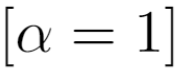 [α = 1]